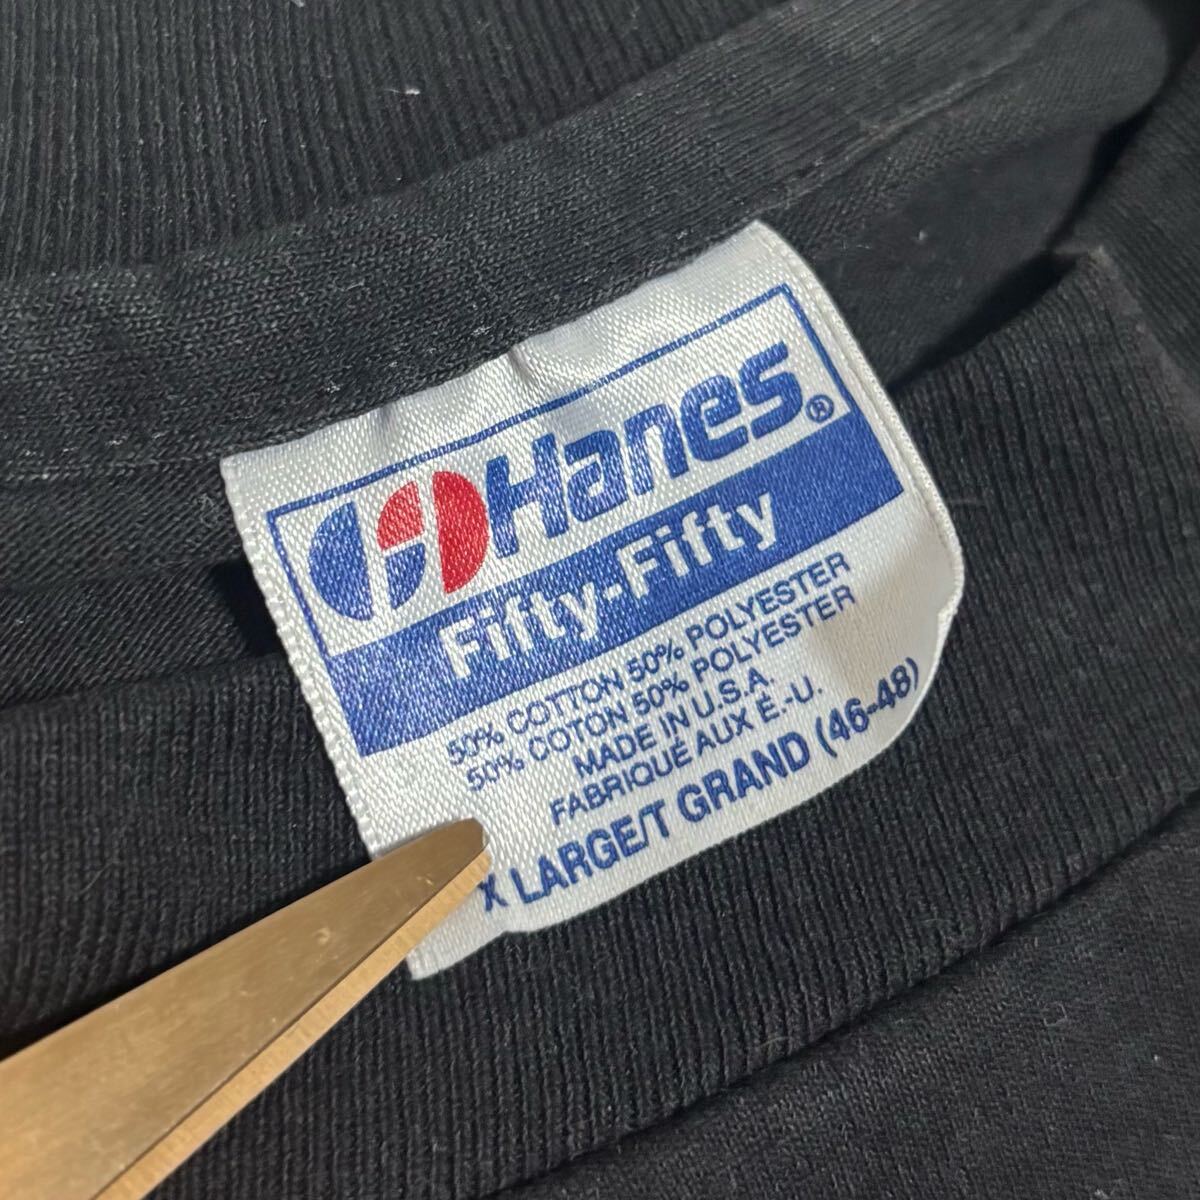 Hanes®
Fifty-Fifty
50% COTTON 50% POLYESTER
50% COTON 50% POLYESTER
MADE IN U.S.A.
FABRIQUÉ AUX É.-U.
X LARGE/T GRAND (46-48)